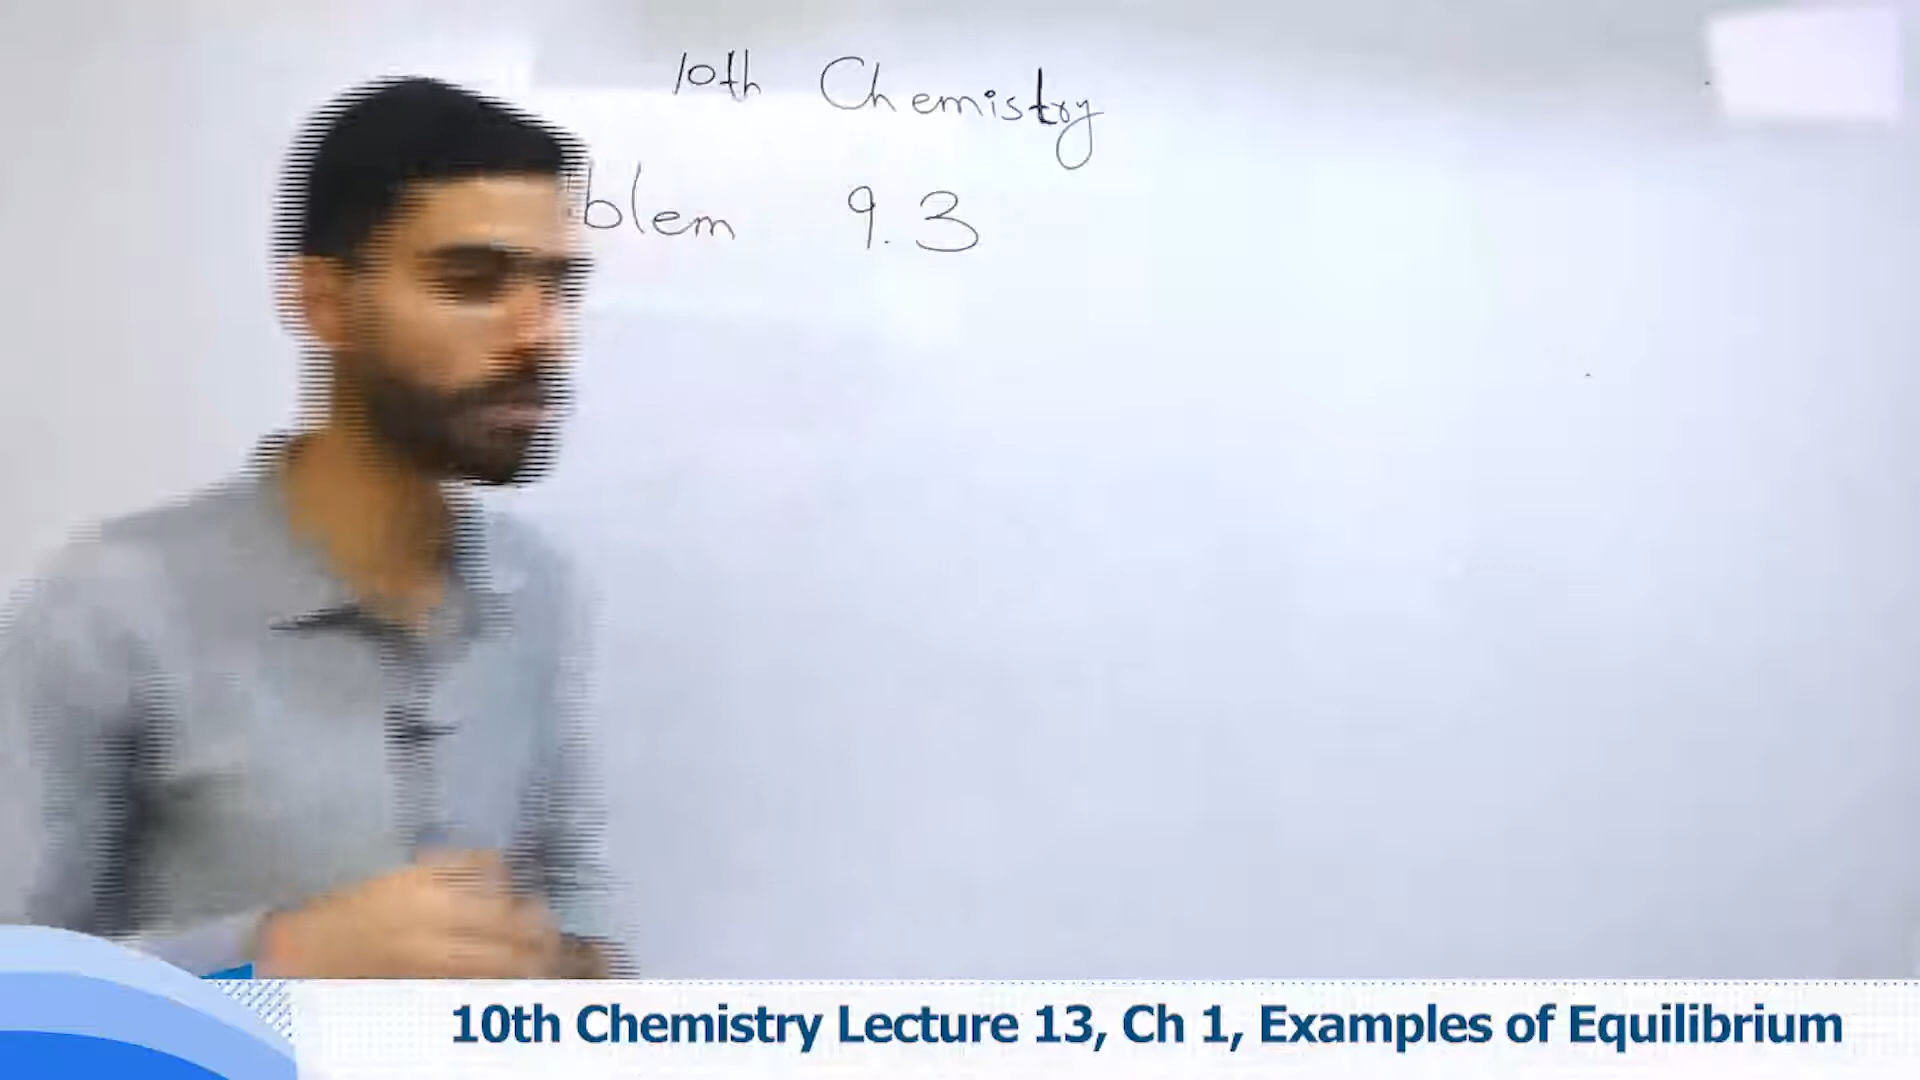 10th Chemistry
blem 9.3
10th Chemistry Lecture 13, Ch 1, Examples of Equilibrium